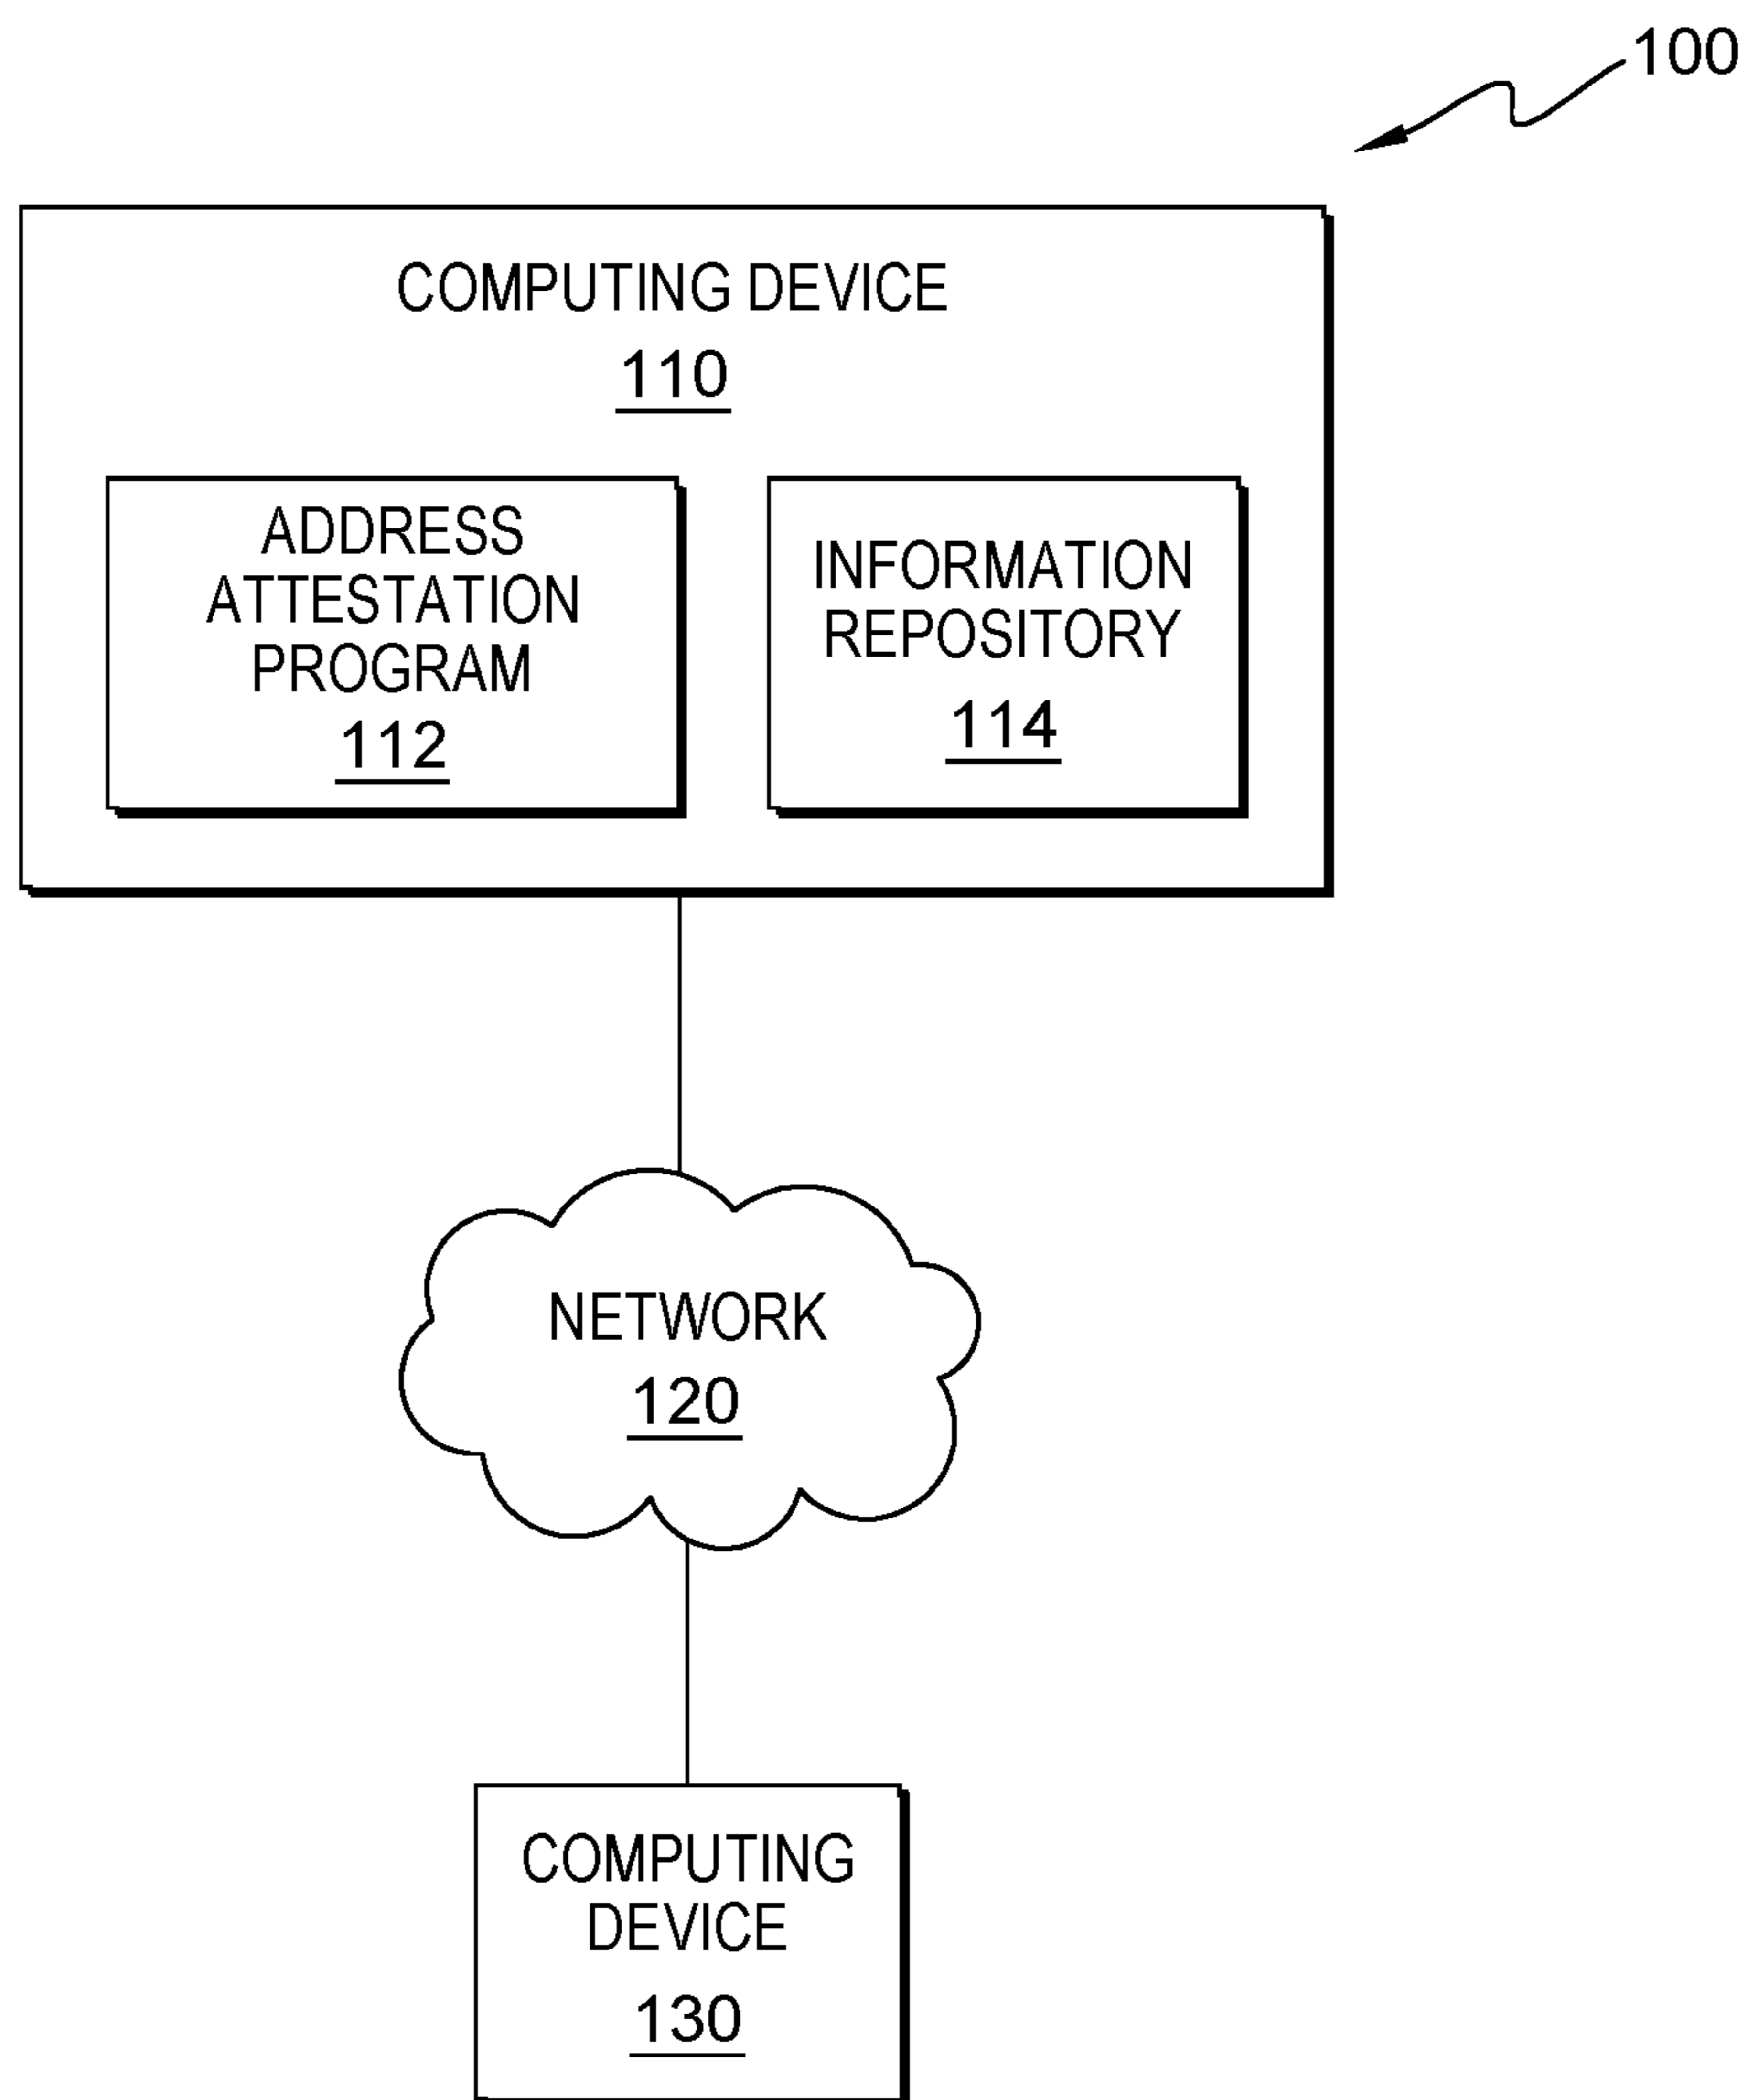 100
COMPUTING DEVICE
110
ADDRESS
ATTESTATION
PROGRAM
112
INFORMATION
REPOSITORY
114
NETWORK
120
COMPUTING
DEVICE
130